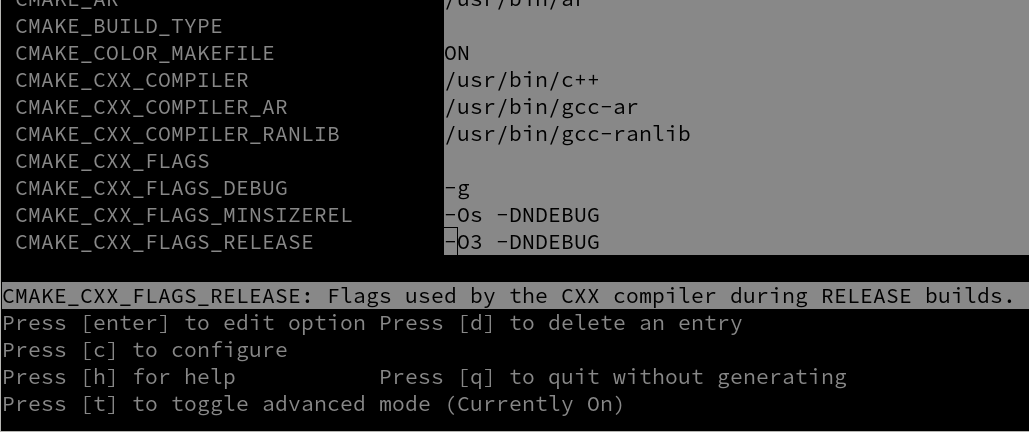 CMAKE_AR /usr/bin/ar
CMAKE_BUILD_TYPE
CMAKE_COLOR_MAKEFILE ON
CMAKE_CXX_COMPILER /usr/bin/c++
CMAKE_CXX_COMPILER_AR /usr/bin/gcc-ar
CMAKE_CXX_COMPILER_RANLIB /usr/bin/gcc-ranlib
CMAKE_CXX_FLAGS
CMAKE_CXX_FLAGS_DEBUG -g
CMAKE_CXX_FLAGS_MINSIZEREL -Os -DNDEBUG
CMAKE_CXX_FLAGS_RELEASE -O3 -DNDEBUG
CMAKE_CXX_FLAGS_RELEASE: Flags used by the CXX compiler during RELEASE builds.
Press [enter] to edit option Press [d] to delete an entry
Press [c] to configure
Press [h] for help Press [q] to quit without generating
Press [t] to toggle advanced mode (Currently On)